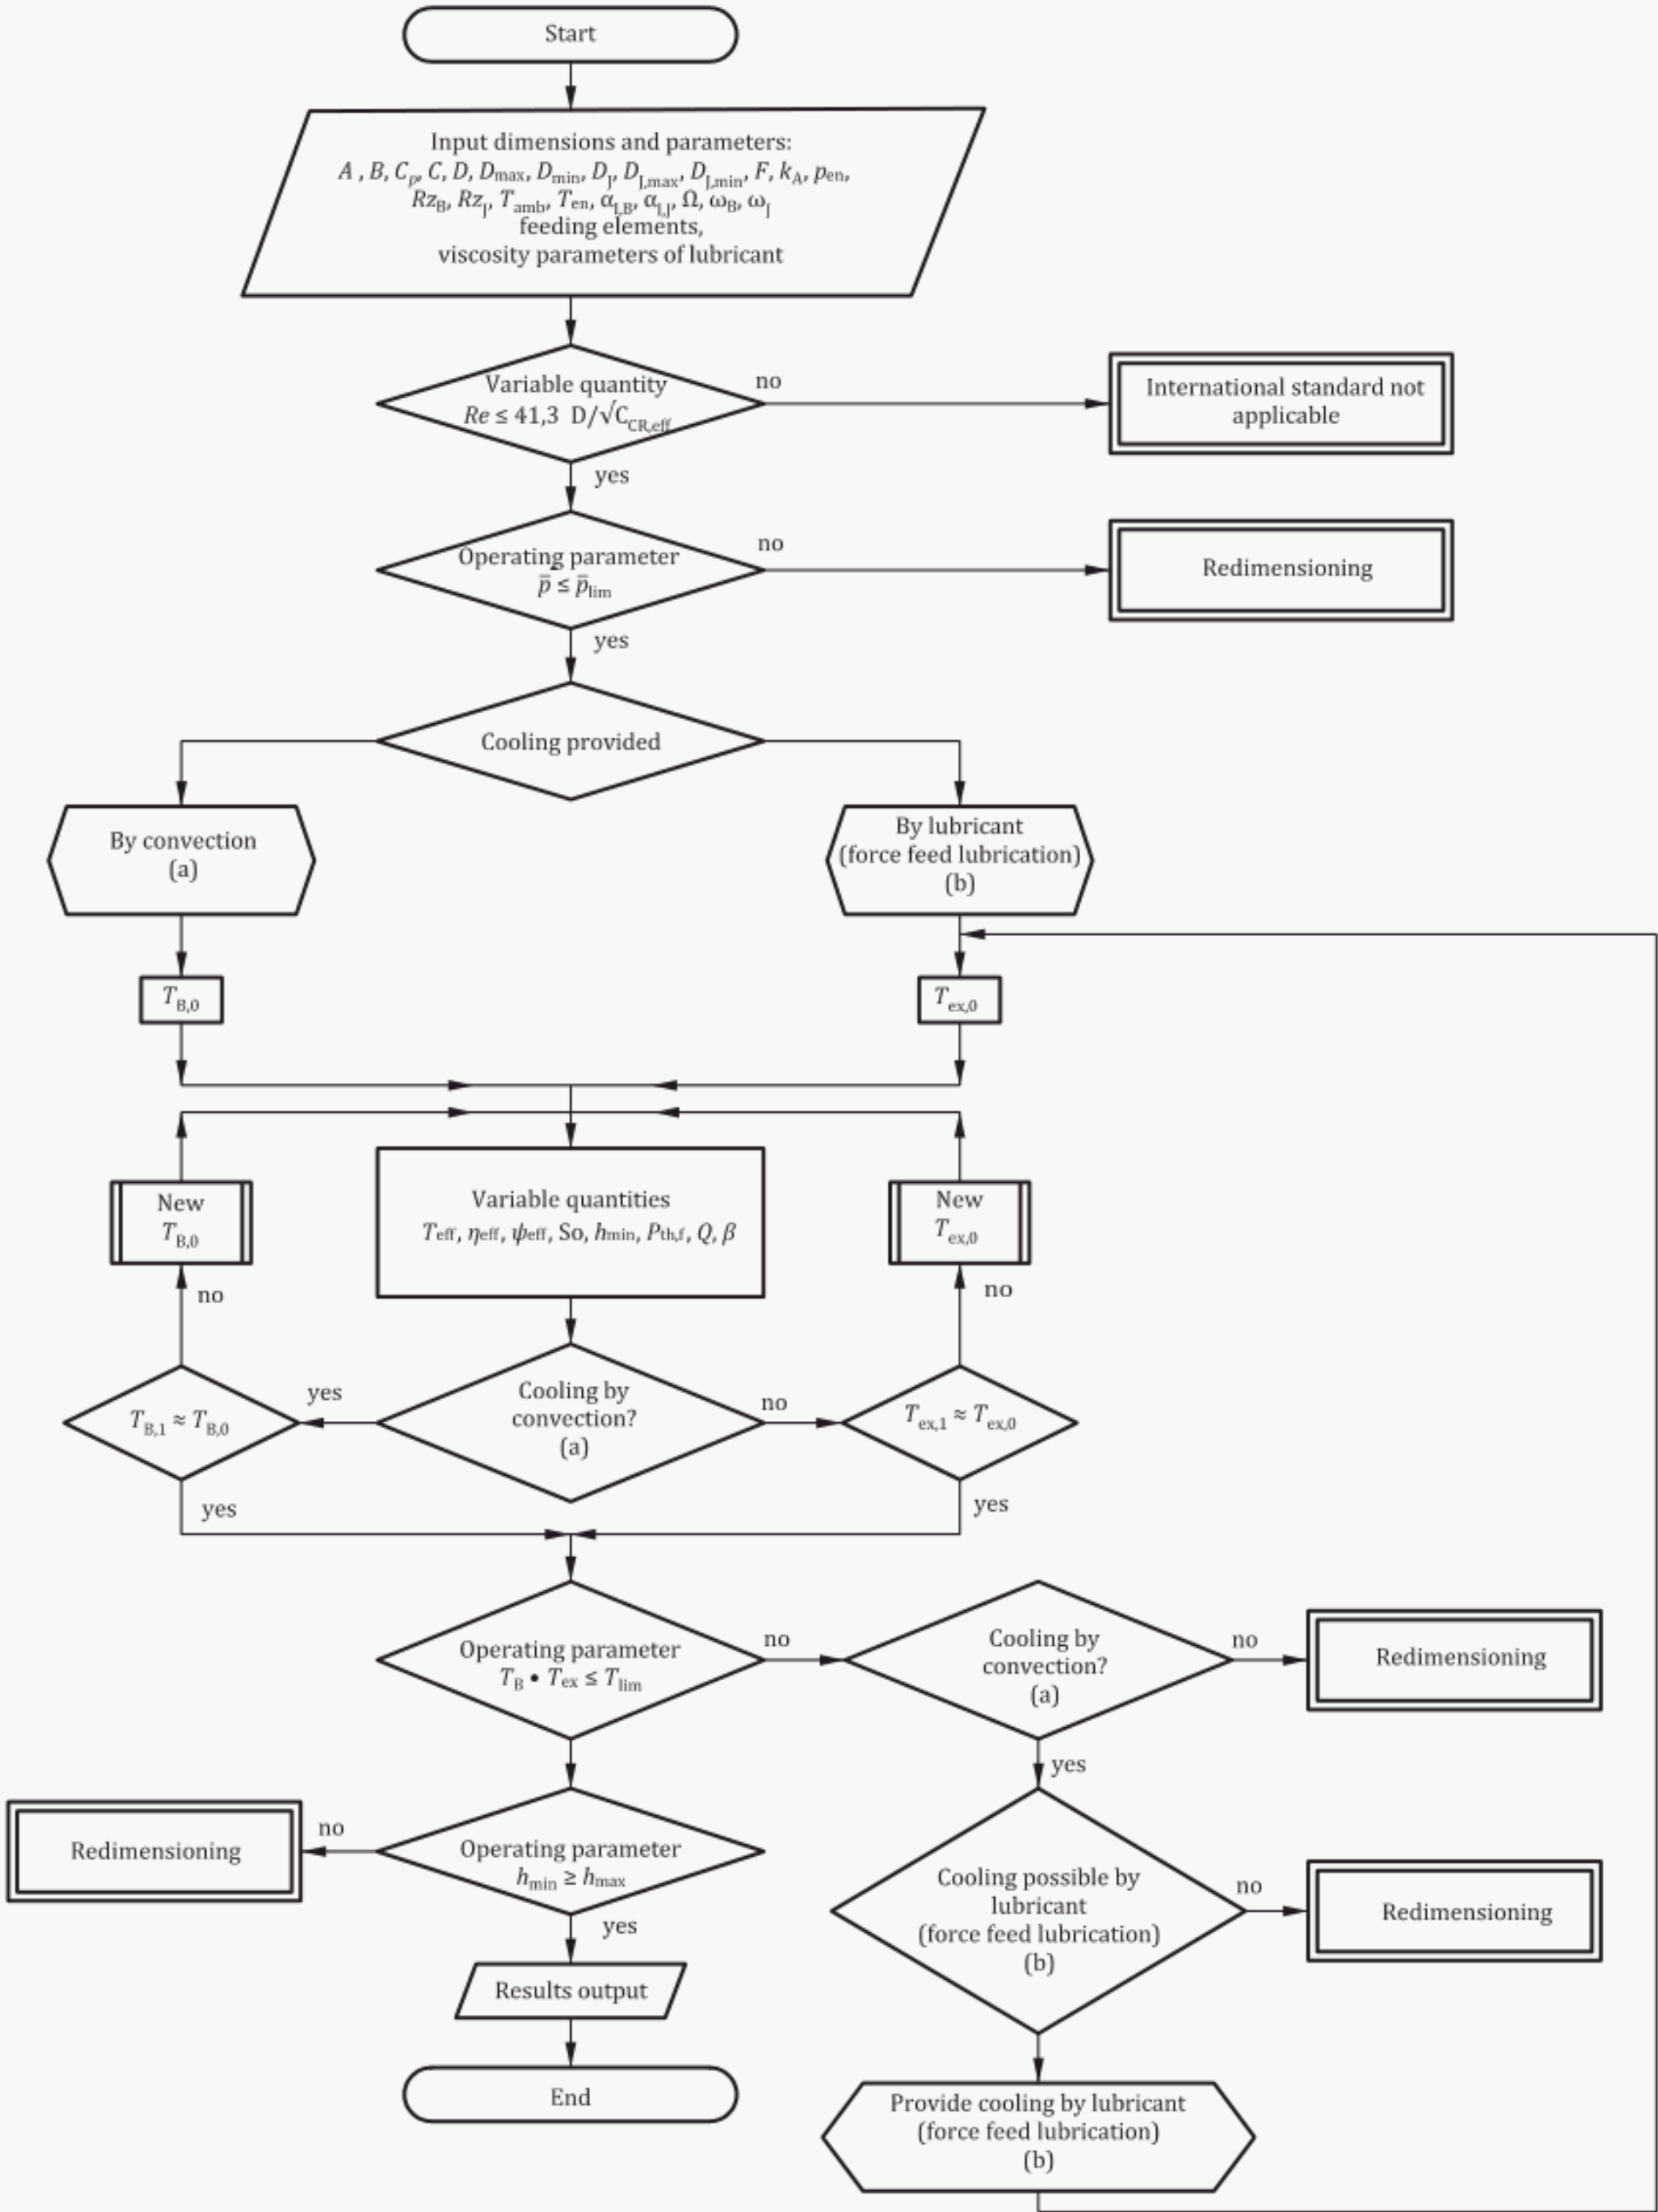 Start
Input dimensions and parameters:
A , B, Cp, C, D, Dmax, Dmin, DJ, DJ,max, DJ,min, F, kA, pen,
RzB, RzJ, Tamb, Ten, αl,B, αl,J, Ω, ωB, ωJ
feeding elements,
viscosity parameters of lubricant
Variable quantity
Re ≤ 41,3 D/√CCR,eff
no
International standard not
applicable
yes
Operating parameter
p̅ ≤ p̅lim
no
Redimensioning
yes
Cooling provided
By convection
(a)
By lubricant
(force feed lubrication)
(b)
TB,0
Tex,0
New
TB,0
Variable quantities
Teff, ηeff, ψeff, So, hmin, Pth,f, Q, β
New
Tex,0
no
no
TB,1 ≈ TB,0
yes
Cooling by
convection?
(a)
no
Tex,1 ≈ Tex,0
yes
yes
Operating parameter
TB • Tex ≤ Tlim
no
Cooling by
convection?
(a)
no
Redimensioning
yes
Redimensioning
no
Operating parameter
hmin ≥ hmax
yes
Cooling possible by
lubricant
(force feed lubrication)
(b)
no
Redimensioning
Results output
End
Provide cooling by lubricant
(force feed lubrication)
(b)